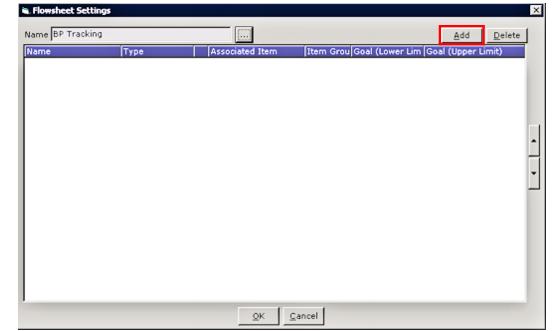 Flowsheet Settings
Name BP Tracking ... Add Delete
Name Type Associated Item Item Grou Goal (Lower Lim Goal (Upper Limit)
OK Cancel